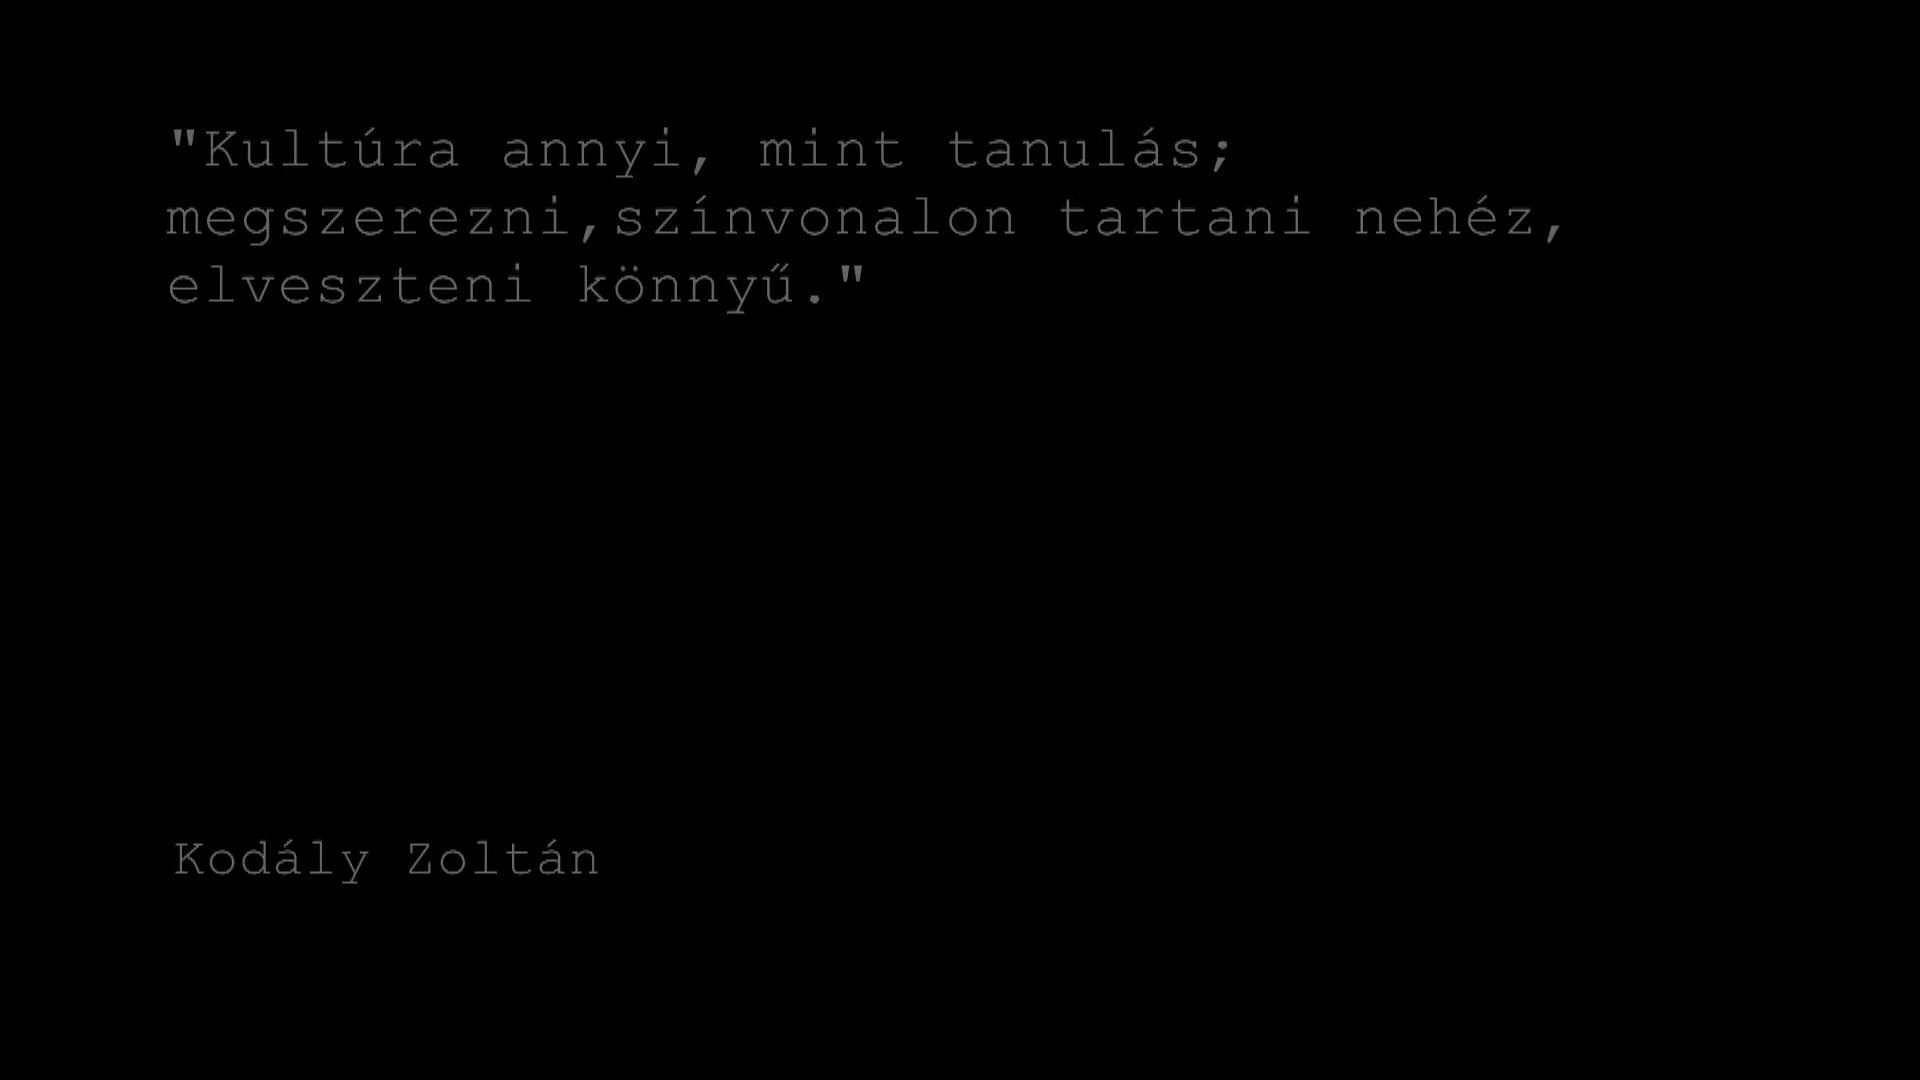 "Kultúra annyi, mint tanulás;
megszerezni,színvonalon tartani nehéz,
elveszteni könnyű."
Kodály Zoltán